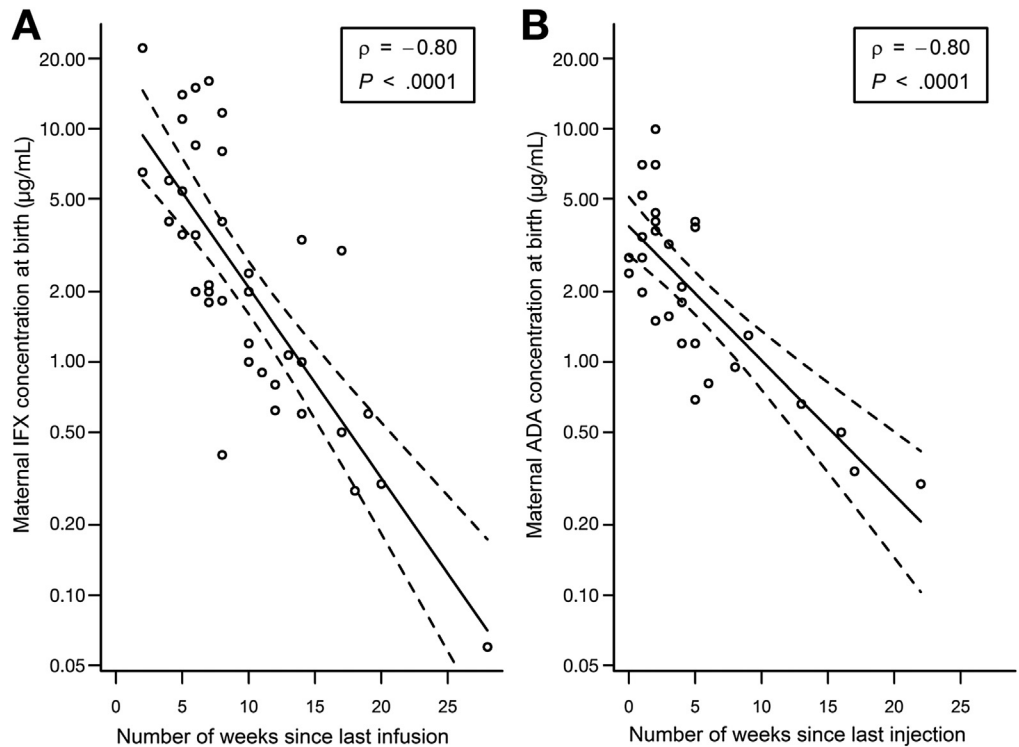 A
ρ = −0.80
P < .0001
Maternal IFX concentration at birth (µg/mL)
20.00
10.00
5.00
2.00
1.00
0.50
0.20
0.10
0.05
0 5 10 15 20 25
Number of weeks since last infusion
B
ρ = −0.80
P < .0001
Maternal ADA concentration at birth (µg/mL)
20.00
10.00
5.00
2.00
1.00
0.50
0.20
0.10
0.05
0 5 10 15 20 25
Number of weeks since last injection